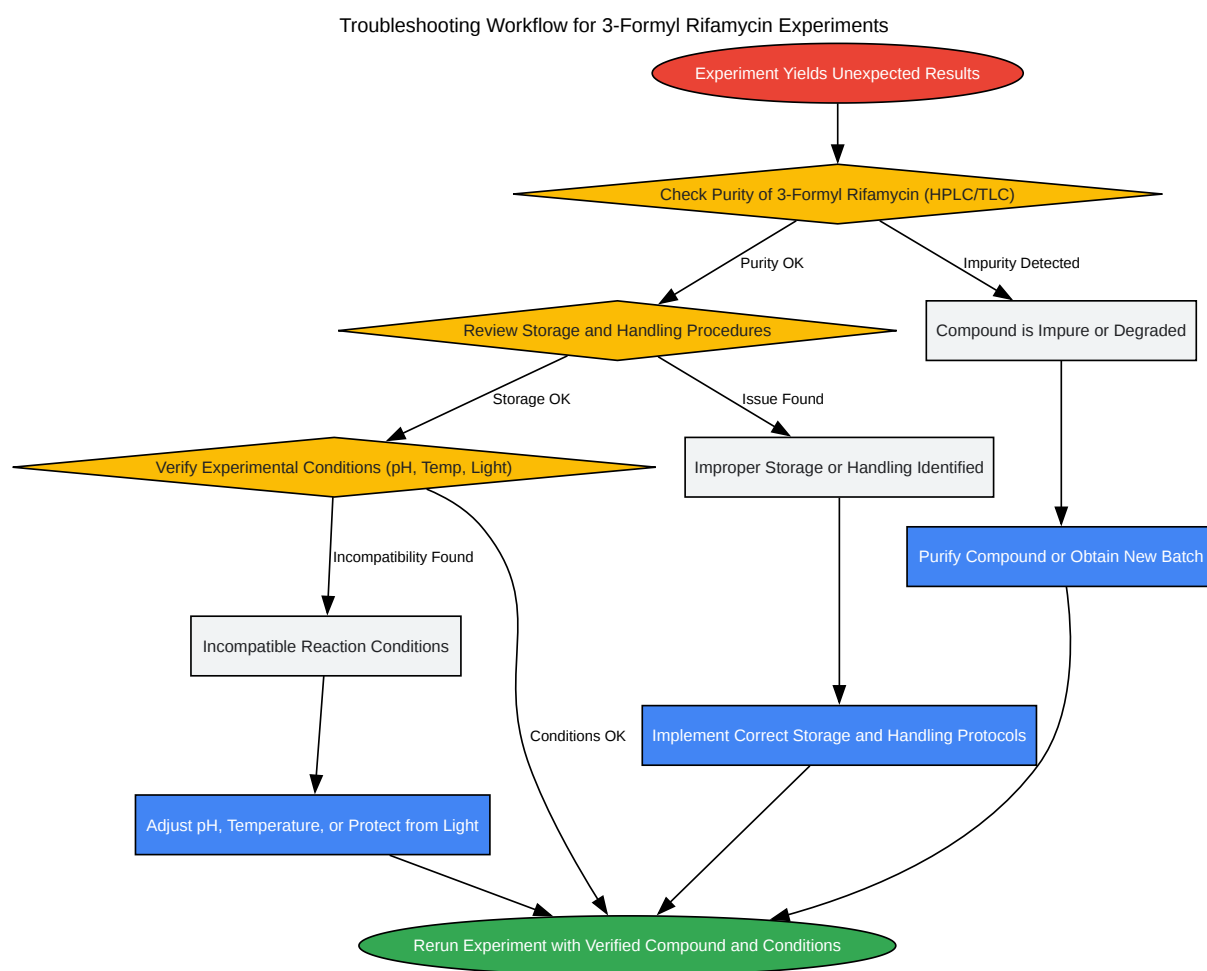 Troubleshooting Workflow for 3-Formyl Rifamycin Experiments
Experiment Yields Unexpected Results
Check Purity of 3-Formyl Rifamycin (HPLC/TLC)
Purity OK
Impurity Detected
Review Storage and Handling Procedures
Compound is Impure or Degraded
Storage OK
Issue Found
Verify Experimental Conditions (pH, Temp, Light)
Improper Storage or Handling Identified
Incompatibility Found
Purify Compound or Obtain New Batch
Incompatible Reaction Conditions
Conditions OK
Implement Correct Storage and Handling Protocols
Adjust pH, Temperature, or Protect from Light
Rerun Experiment with Verified Compound and Conditions